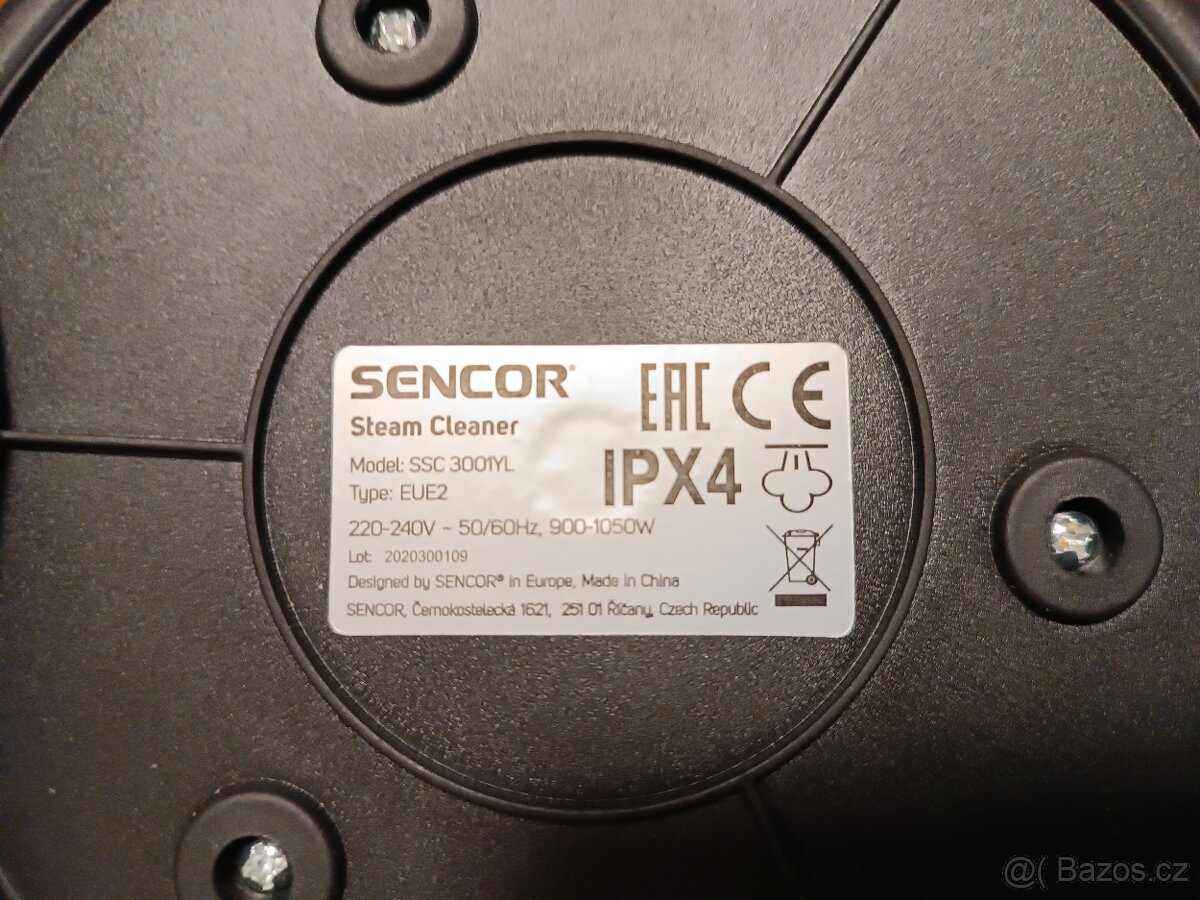 SENCOR®
EAC CE
Steam Cleaner
Model: SSC 3001YL
IPX4
Type: EUE2
220-240V ~ 50/60Hz, 900-1050W
Lot: 2020300109
Designed by SENCOR® in Europe, Made in China
SENCOR, Černokostelecká 1621, 251 01 Říčany, Czech Republic
@( Bazos.cz